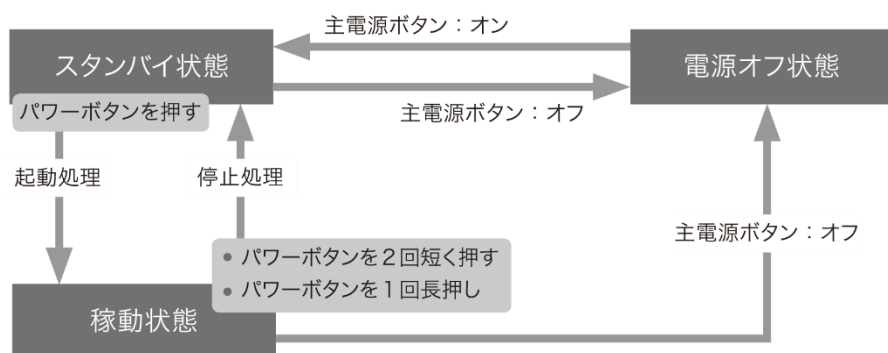 主電源ボタン：オン
スタンバイ状態
電源オフ状態
パワーボタンを押す
主電源ボタン：オフ
起動処理
停止処理
主電源ボタン：オフ
• パワーボタンを２回短く押す
• パワーボタンを１回長押し
稼動状態